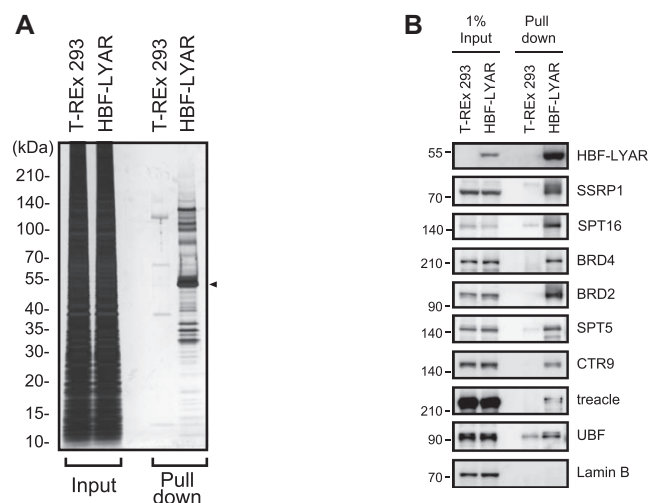 A
T-REx 293
HBF-LYAR
T-REx 293
HBF-LYAR
(kDa)
210-
140-
100-
70-
55-
40-
35-
30-
20-
15-
10-
Input
Pull
down
B
1%
Input
Pull
down
T-REx 293
HBF-LYAR
T-REx 293
HBF-LYAR
55
HBF-LYAR
70
SSRP1
140
SPT16
210
BRD4
90
BRD2
140
SPT5
140
CTR9
210
treacle
90
UBF
70
Lamin B